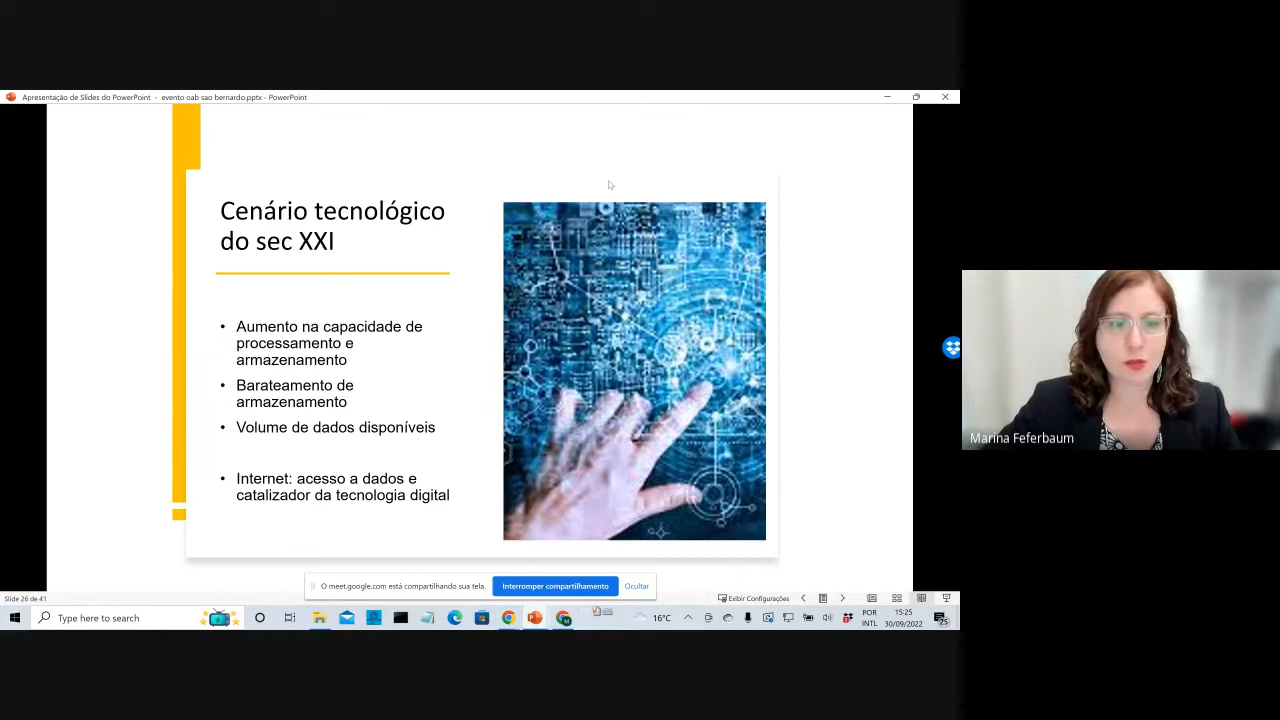 Apresentação de Slides do PowerPoint - evento oab sao bernardo.pptx - PowerPoint
Cenário tecnológico
do sec XXI
• Aumento na capacidade de
processamento e
armazenamento
• Barateamento de
armazenamento
• Volume de dados disponíveis
• Internet: acesso a dados e
catalizador da tecnologia digital
Marina Feferbaum
O meet.google.com está compartilhando sua tela.
Interromper compartilhamento
Ocultar
Slide 26 de 41
Exibir Configurações
Type here to search
16°C
POR
INTL
15:25
30/09/2022
25